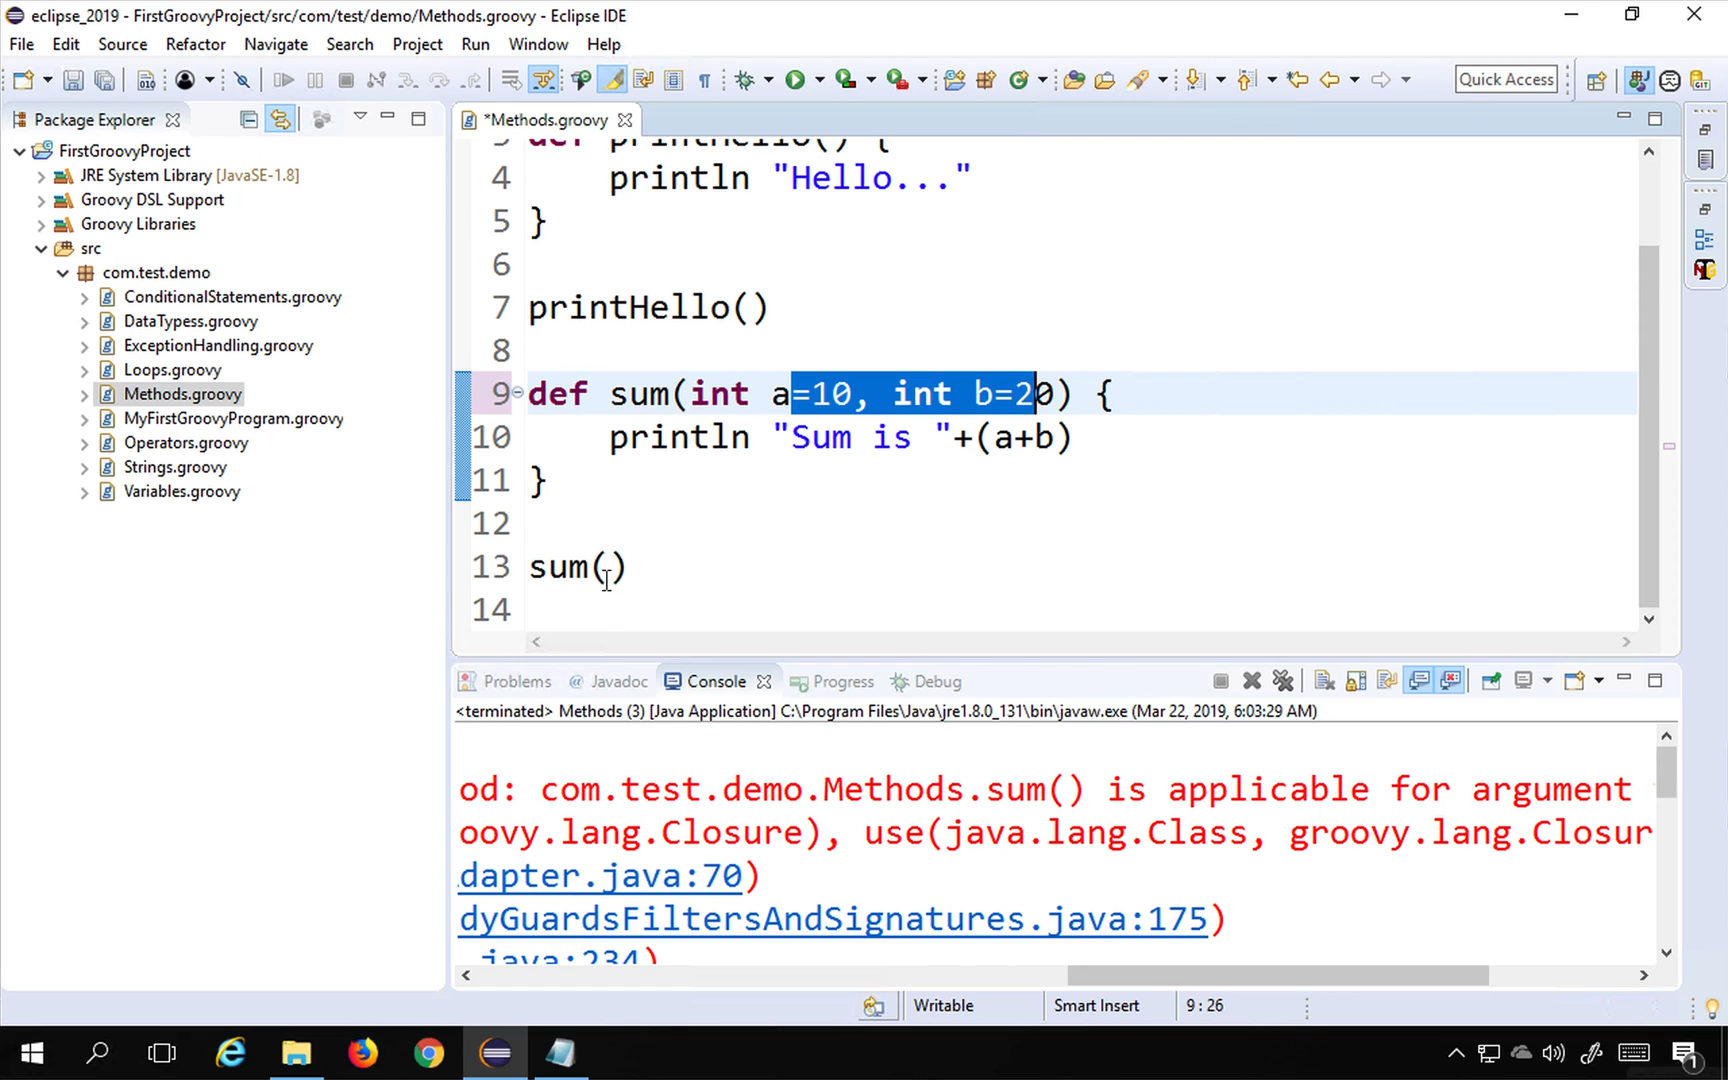 eclipse_2019 - FirstGroovyProject/src/com/test/demo/Methods.groovy - Eclipse IDE
File Edit Source Refactor Navigate Search Project Run Window Help
Quick Access
Package Explorer
FirstGroovyProject
JRE System Library [JavaSE-1.8]
Groovy DSL Support
Groovy Libraries
src
com.test.demo
ConditionalStatements.groovy
DataTypess.groovy
ExceptionHandling.groovy
Loops.groovy
Methods.groovy
MyFirstGroovyProgram.groovy
Operators.groovy
Strings.groovy
Variables.groovy
*Methods.groovy
3 def printHello() {
4 println "Hello..."
5 }
6
7 printHello()
8
9 def sum(int a=10, int b=20) {
10 println "Sum is "+(a+b)
11 }
12
13 sum()
14
Problems @ Javadoc Console Progress Debug
<terminated> Methods (3) [Java Application] C:\Program Files\Java\jre1.8.0_131\bin\javaw.exe (Mar 22, 2019, 6:03:29 AM)
od: com.test.demo.Methods.sum() is applicable for argument
oovy.lang.Closure), use(java.lang.Class, groovy.lang.Closur
dapter.java:70)
dyGuardsFiltersAndSignatures.java:175)
.java:234)
Writable Smart Insert 9 : 26
1